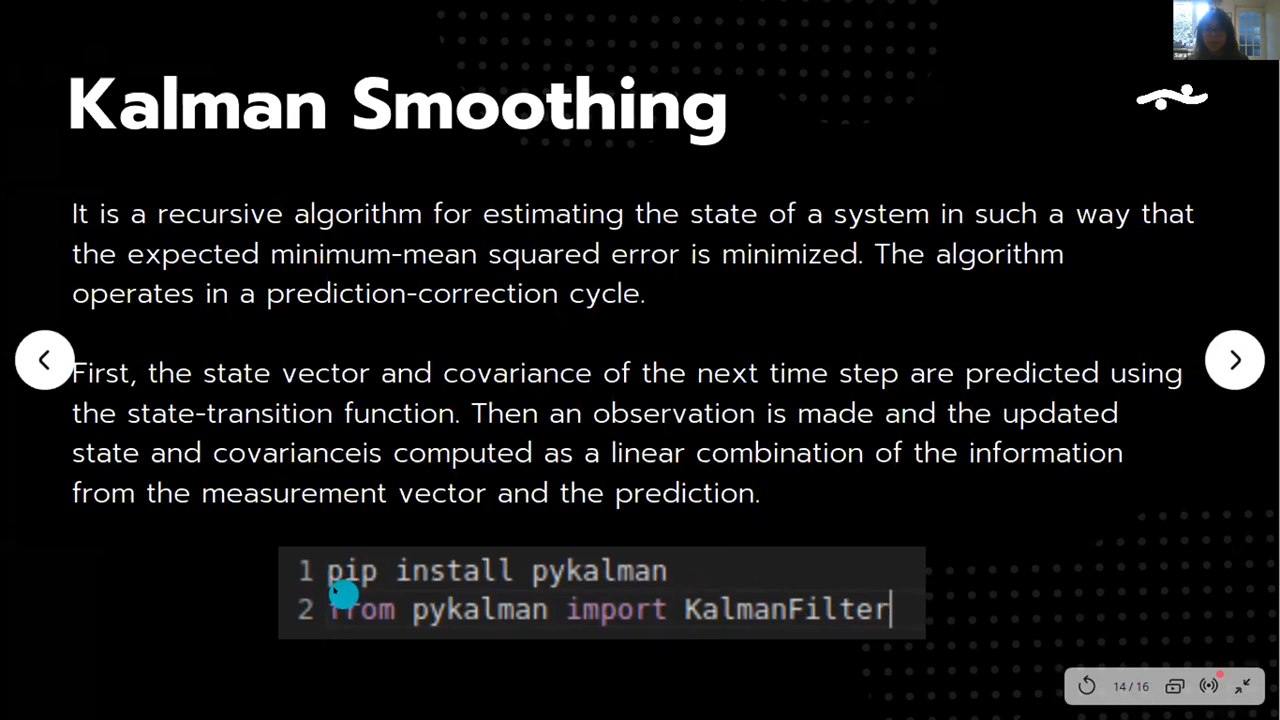 Sara
Kalman Smoothing
It is a recursive algorithm for estimating the state of a system in such a way that
the expected minimum-mean squared error is minimized. The algorithm
operates in a prediction-correction cycle.
First, the state vector and covariance of the next time step are predicted using
the state-transition function. Then an observation is made and the updated
state and covarianceis computed as a linear combination of the information
from the measurement vector and the prediction.
1 pip install pykalman
2 from pykalman import KalmanFilter
14 / 16